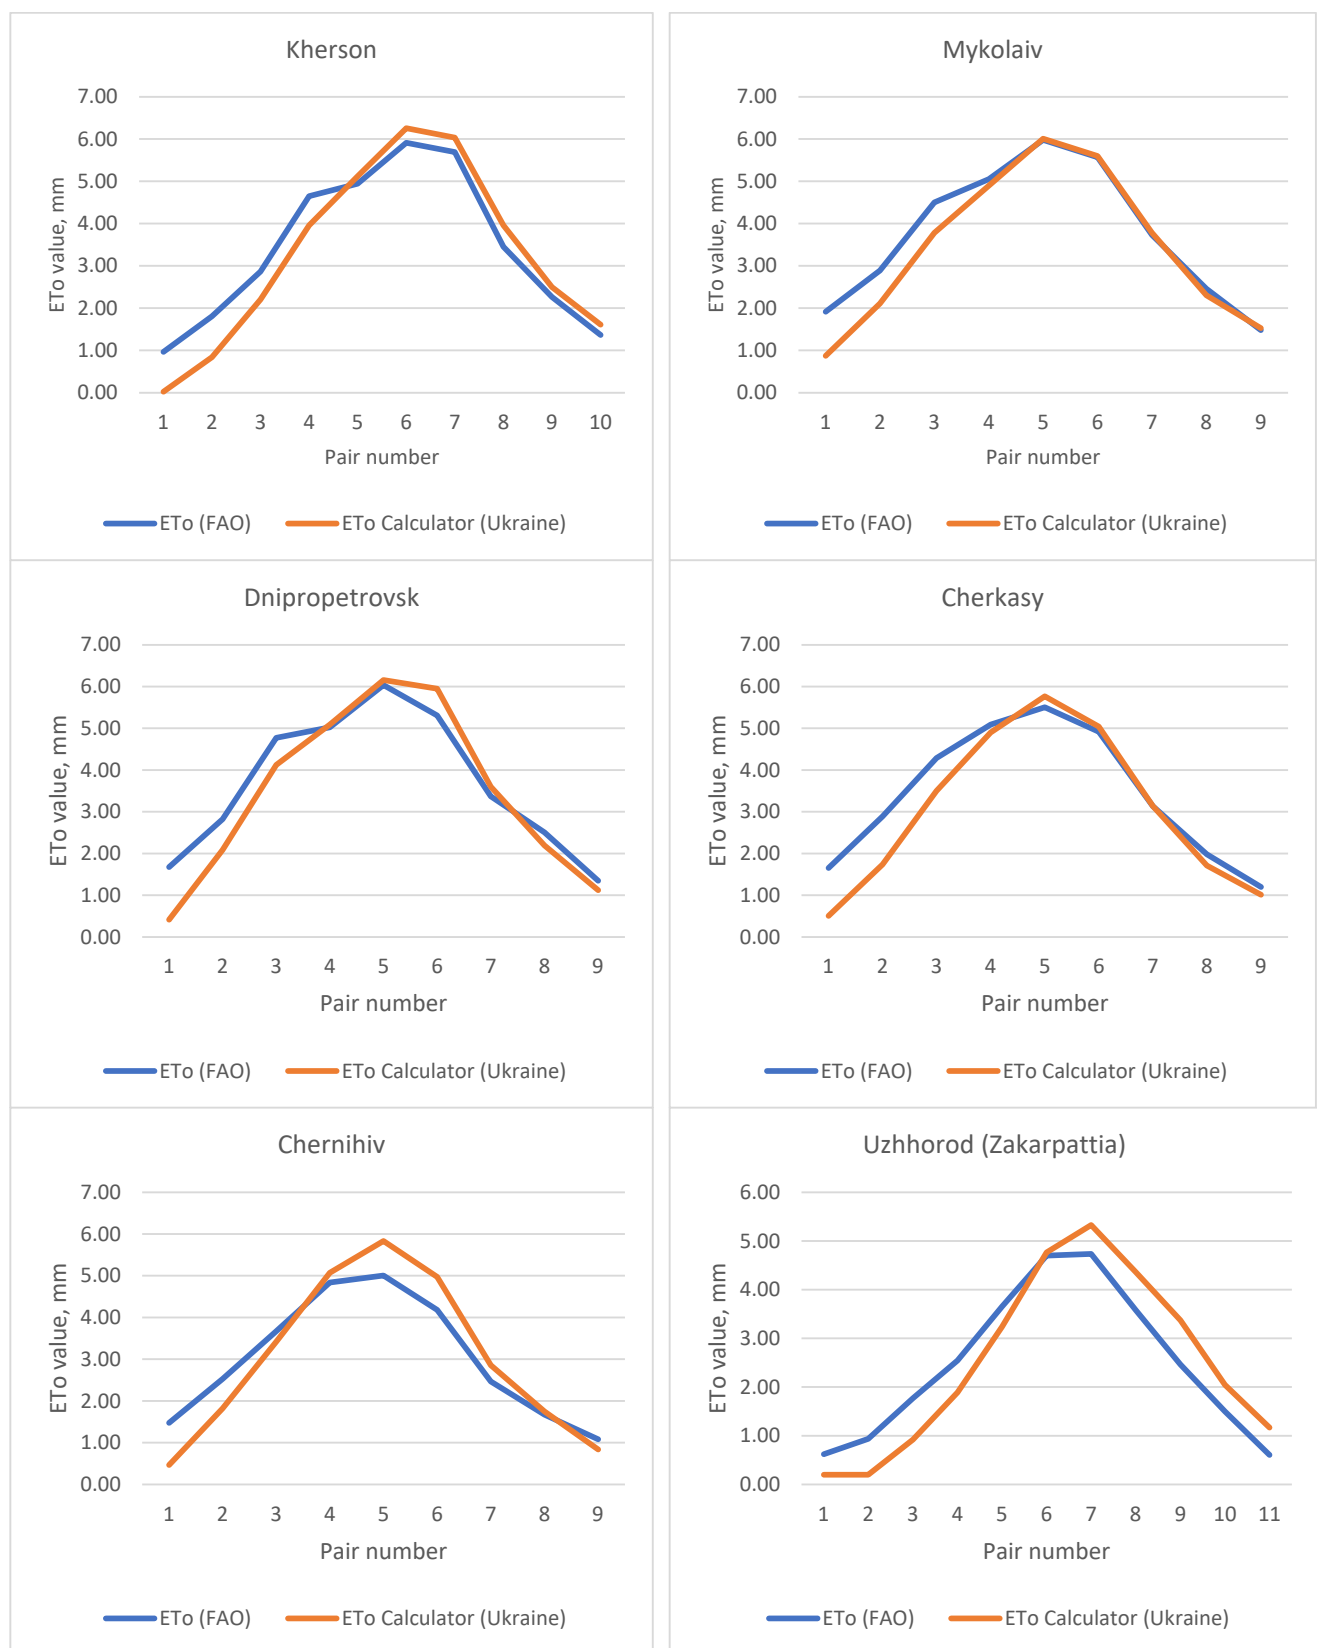 Kherson
7.00
6.00
5.00
4.00
3.00
2.00
1.00
0.00
ETo value, mm
1 2 3 4 5 6 7 8 9 10
Pair number
ETo (FAO) ETo Calculator (Ukraine)
Mykolaiv
7.00
6.00
5.00
4.00
3.00
2.00
1.00
0.00
ETo value, mm
1 2 3 4 5 6 7 8 9
Pair number
ETo (FAO) ETo Calculator (Ukraine)
Dnipropetrovsk
7.00
6.00
5.00
4.00
3.00
2.00
1.00
0.00
ETo value, mm
1 2 3 4 5 6 7 8 9
Pair number
ETo (FAO) ETo Calculator (Ukraine)
Cherkasy
7.00
6.00
5.00
4.00
3.00
2.00
1.00
0.00
ETo value, mm
1 2 3 4 5 6 7 8 9
Pair number
ETo (FAO) ETo Calculator (Ukraine)
Chernihiv
7.00
6.00
5.00
4.00
3.00
2.00
1.00
0.00
ETo value, mm
1 2 3 4 5 6 7 8 9
Pair number
ETo (FAO) ETo Calculator (Ukraine)
Uzhhorod (Zakarpattia)
6.00
5.00
4.00
3.00
2.00
1.00
0.00
ETo value, mm
1 2 3 4 5 6 7 8 9 10 11
Pair number
ETo (FAO) ETo Calculator (Ukraine)